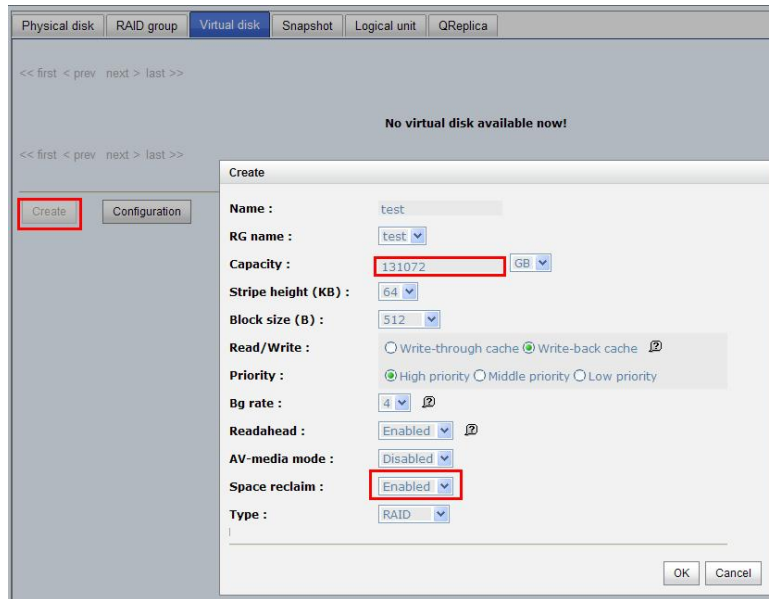 Physical disk RAID group Virtual disk Snapshot Logical unit QReplica
<< first < prev next > last >>
No virtual disk available now!
<< first < prev next > last >>
Create Configuration
Create
Name : test
RG name : test
Capacity : 131072 GB
Stripe height (KB) : 64
Block size (B) : 512
Read/Write : Write-through cache Write-back cache ?
Priority : High priority Middle priority Low priority
Bg rate : 4 ?
Readahead : Enabled ?
AV-media mode : Disabled
Space reclaim : Enabled
Type : RAID
OK Cancel